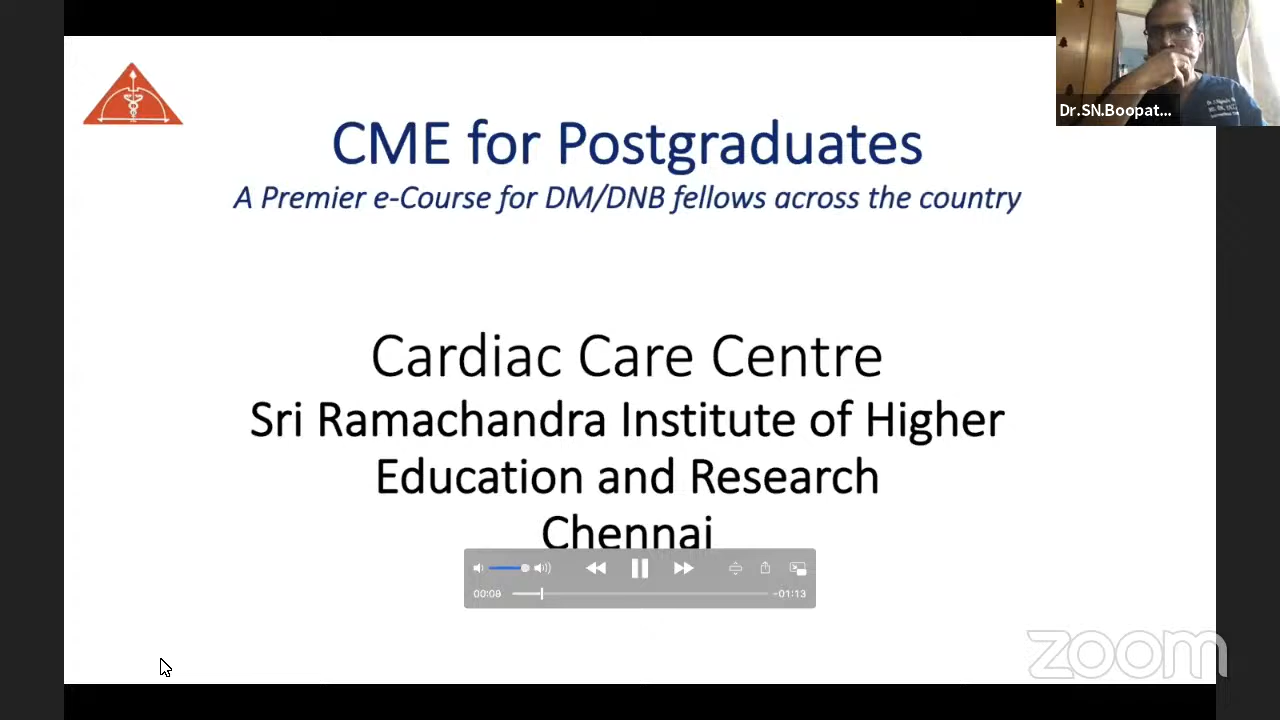 CME for Postgraduates
A Premier e-Course for DM/DNB fellows across the country
Cardiac Care Centre
Sri Ramachandra Institute of Higher
Education and Research
Chennai
00:08
-01:13
Dr.SN.Boopat...
zoom